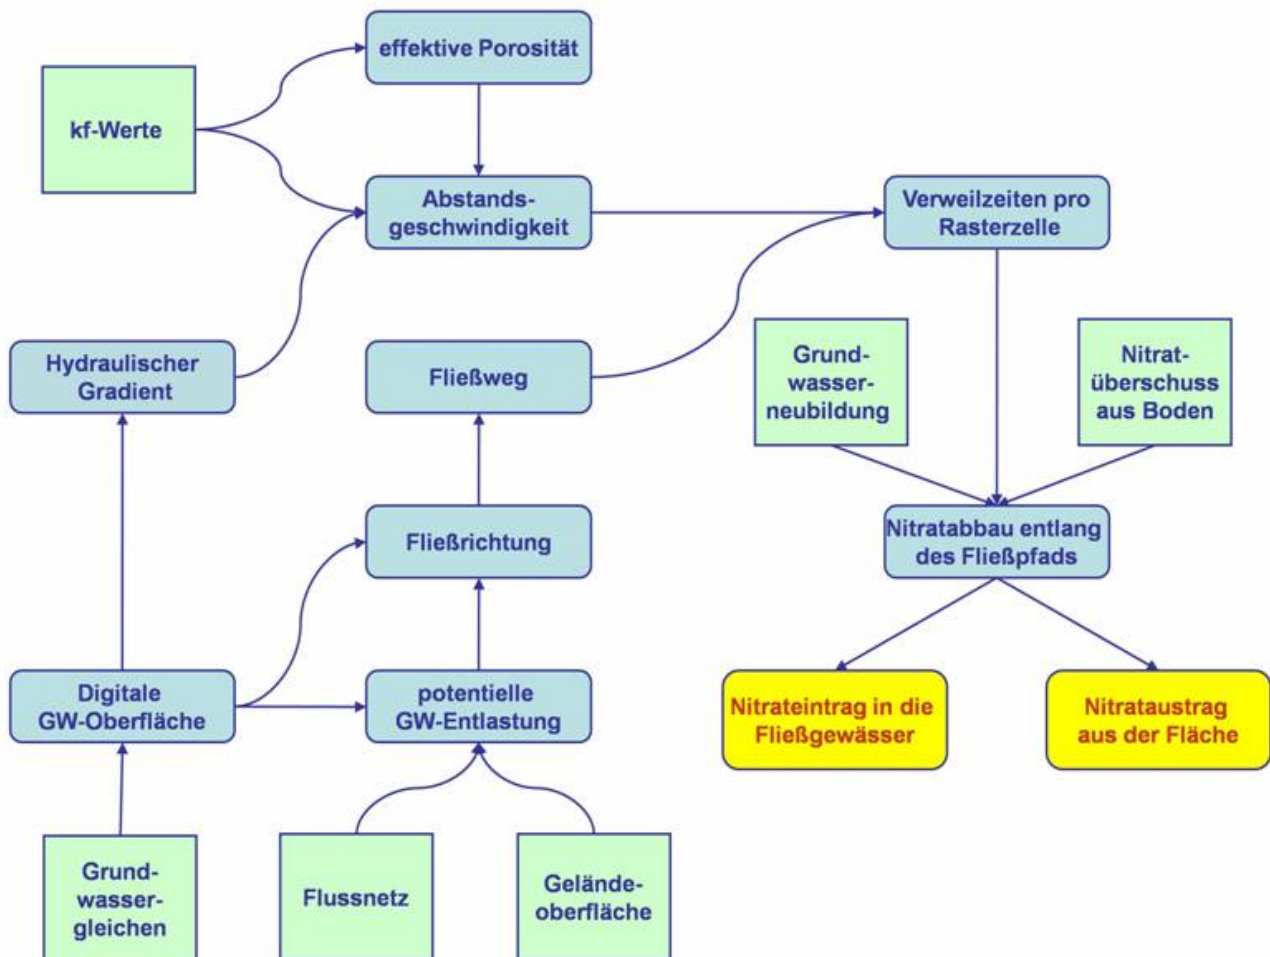 effektive Porosität
kf-Werte
Abstands-
geschwindigkeit
Verweilzeiten pro
Rasterzelle
Hydraulischer
Gradient
Fließweg
Grund-
wasser-
neubildung
Nitrat-
überschuss
aus Boden
Fließrichtung
Nitratabbau entlang
des Fließpfads
Digitale
GW-Oberfläche
potentielle
GW-Entlastung
Nitrateintrag in die
Fließgewässer
Nitrataustrag
aus der Fläche
Grund-
wasser-
gleichen
Flussnetz
Gelände-
oberfläche